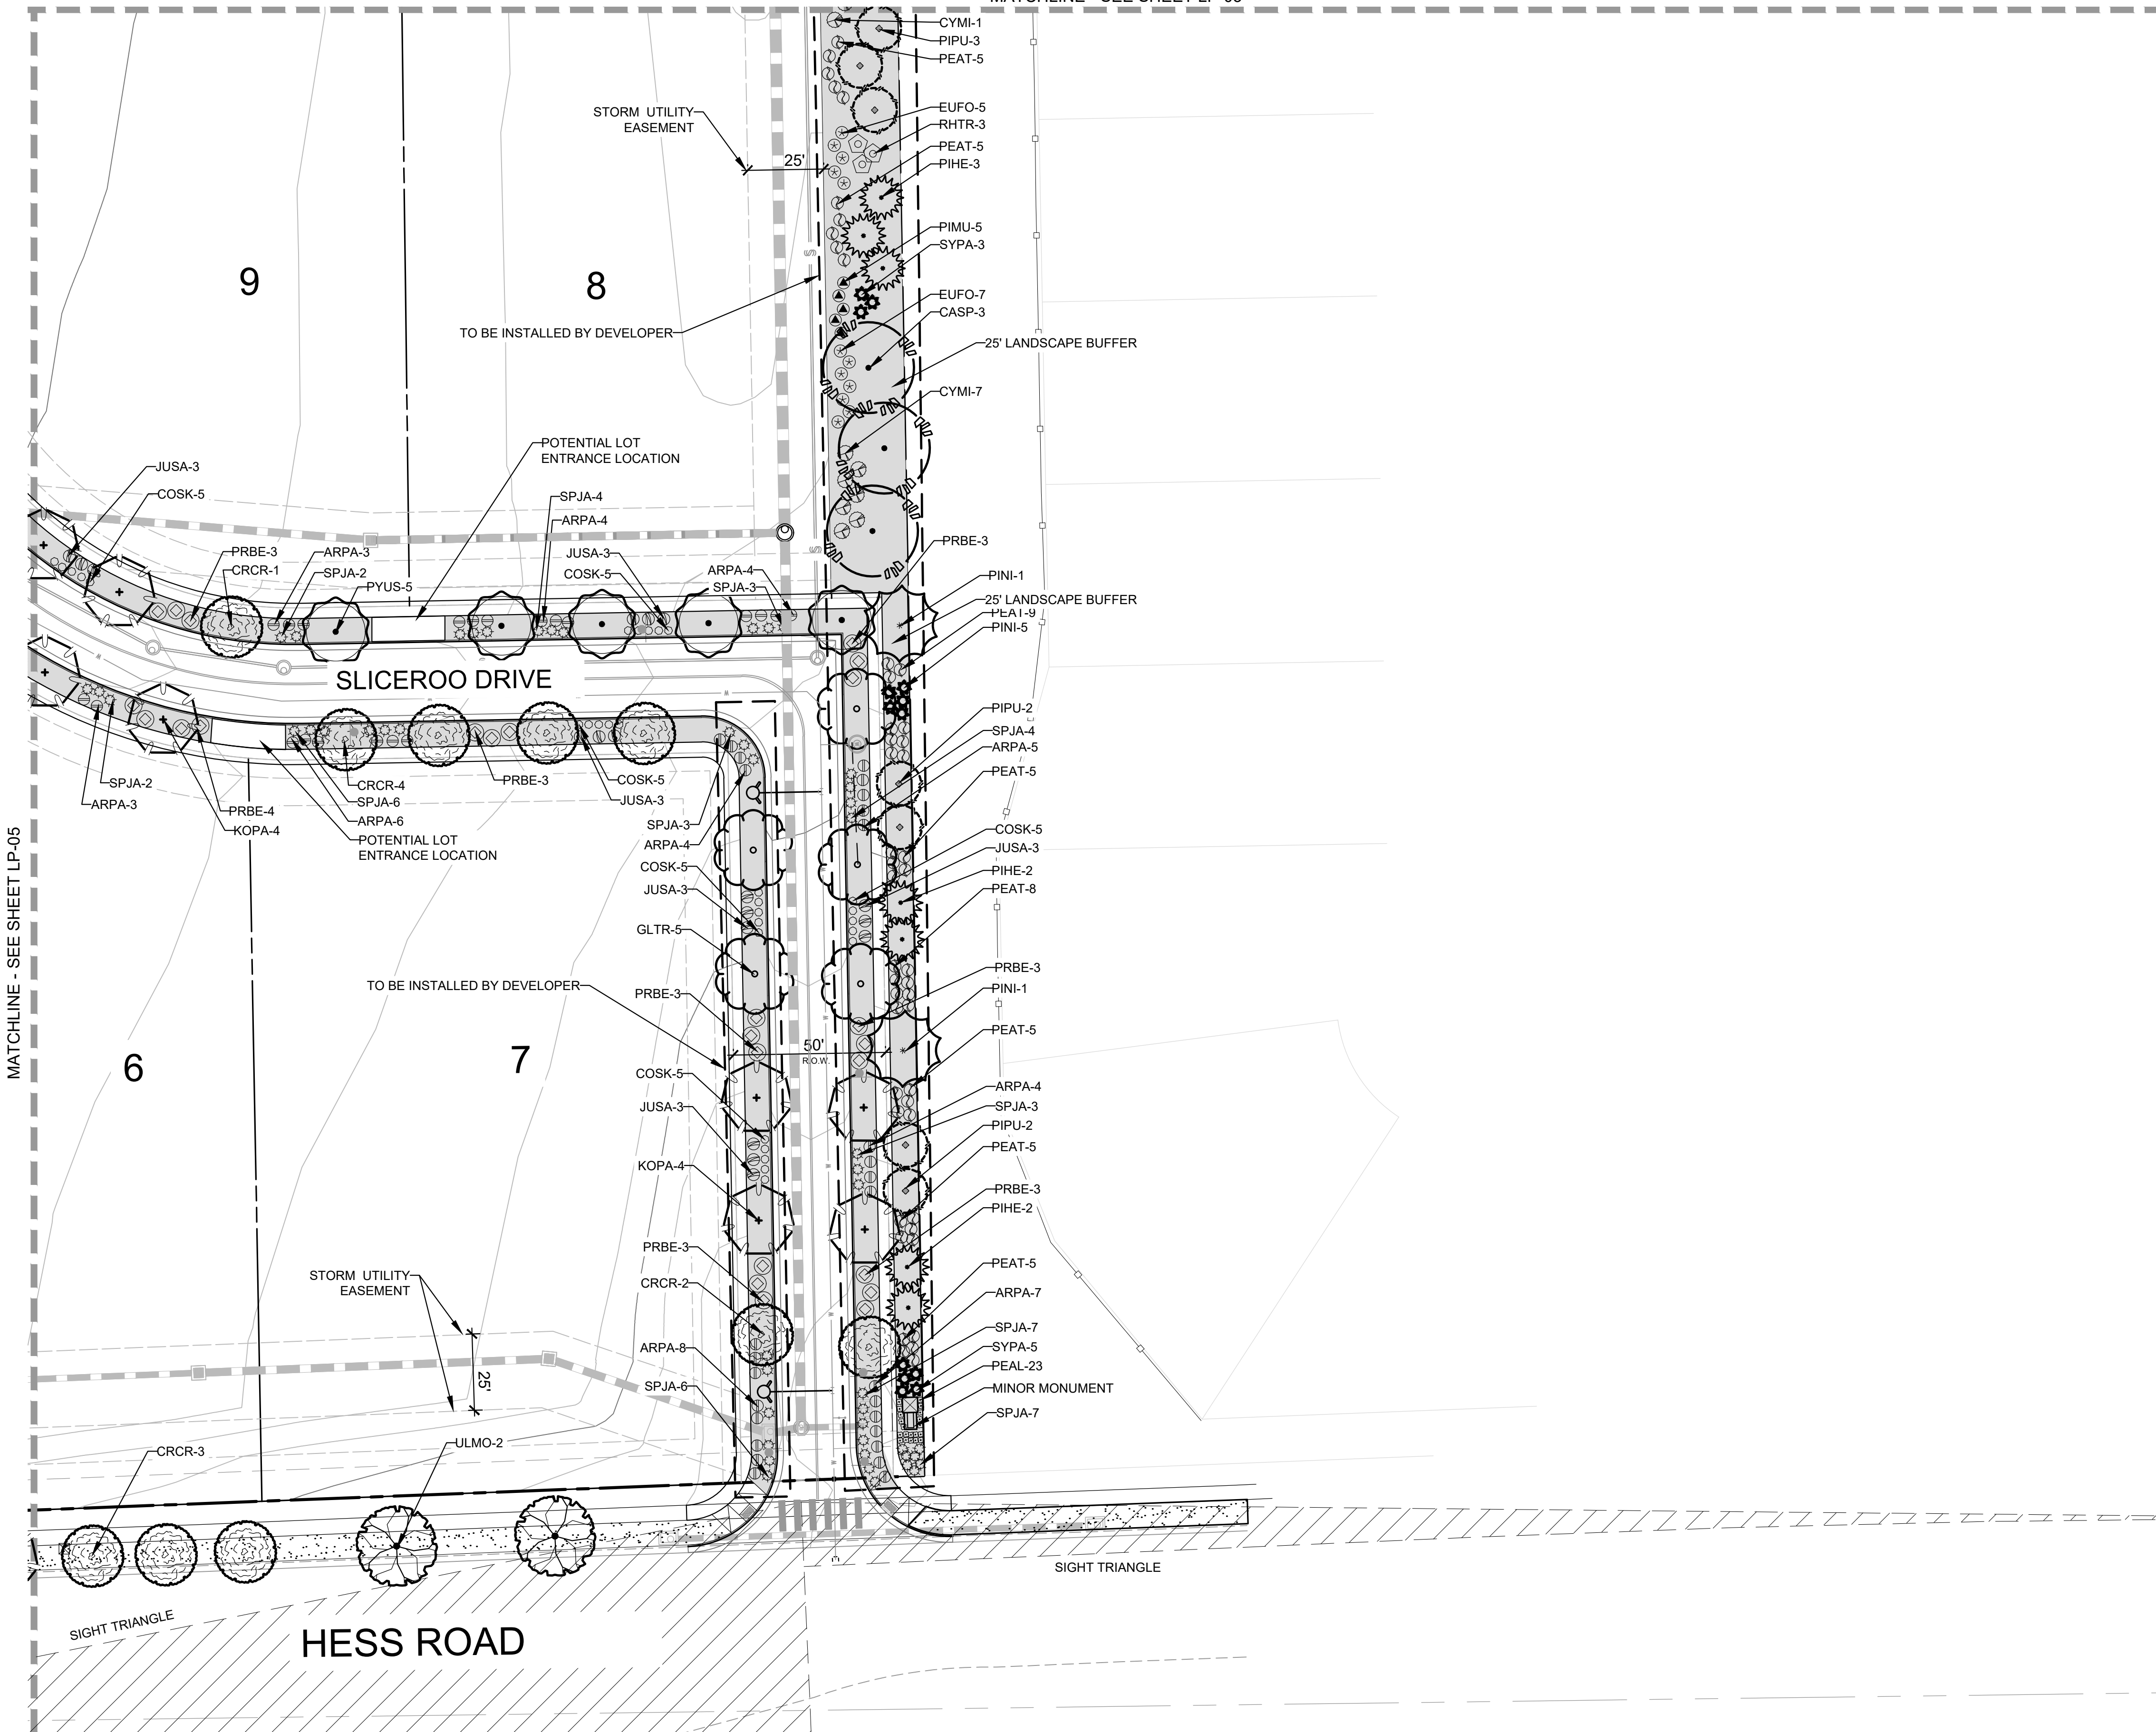 CYMI-1
PIPU-3
PEAT-5
EUFO-5
RHTR-3
PEAT-5
PIHE-3
STORM UTILITY
EASEMENT
25'
PIMU-5
SYPA-3
9
8
TO BE INSTALLED BY DEVELOPER
EUFO-7
CASP-3
25' LANDSCAPE BUFFER
CYMI-7
POTENTIAL LOT
ENTRANCE LOCATION
JUSA-3
COSK-5
SPJA-4
ARPA-4
PRBE-3
CRCR-1
ARPA-3
SPJA-2
PYUS-5
JUSA-3
COSK-5
ARPA-4
SPJA-3
PRBE-3
PINI-1
25' LANDSCAPE BUFFER
PEAT-9
PINI-5
SLICEROO DRIVE
PIPU-2
SPJA-4
ARPA-5
PEAT-5
SPJA-2
ARPA-3
PRBE-4
KOPA-4
CRCR-4
SPJA-6
ARPA-6
POTENTIAL LOT
ENTRANCE LOCATION
PRBE-3
COSK-5
JUSA-3
SPJA-3
ARPA-4
COSK-5
JUSA-3
GLTR-5
COSK-5
JUSA-3
PIHE-2
PEAT-8
MATCHLINE - SEE SHEET LP-05
TO BE INSTALLED BY DEVELOPER
PRBE-3
PRBE-3
PINI-1
PEAT-5
50'
R.O.W.
6
7
COSK-5
JUSA-3
KOPA-4
ARPA-4
SPJA-3
PIPU-2
PEAT-5
PRBE-3
PIHE-2
PRBE-3
CRCR-2
STORM UTILITY
EASEMENT
25'
PEAT-5
ARPA-7
ARPA-8
SPJA-6
SPJA-7
SYPA-5
PEAL-23
MINOR MONUMENT
SPJA-7
CRCR-3
ULMO-2
SIGHT TRIANGLE
SIGHT TRIANGLE
HESS ROAD